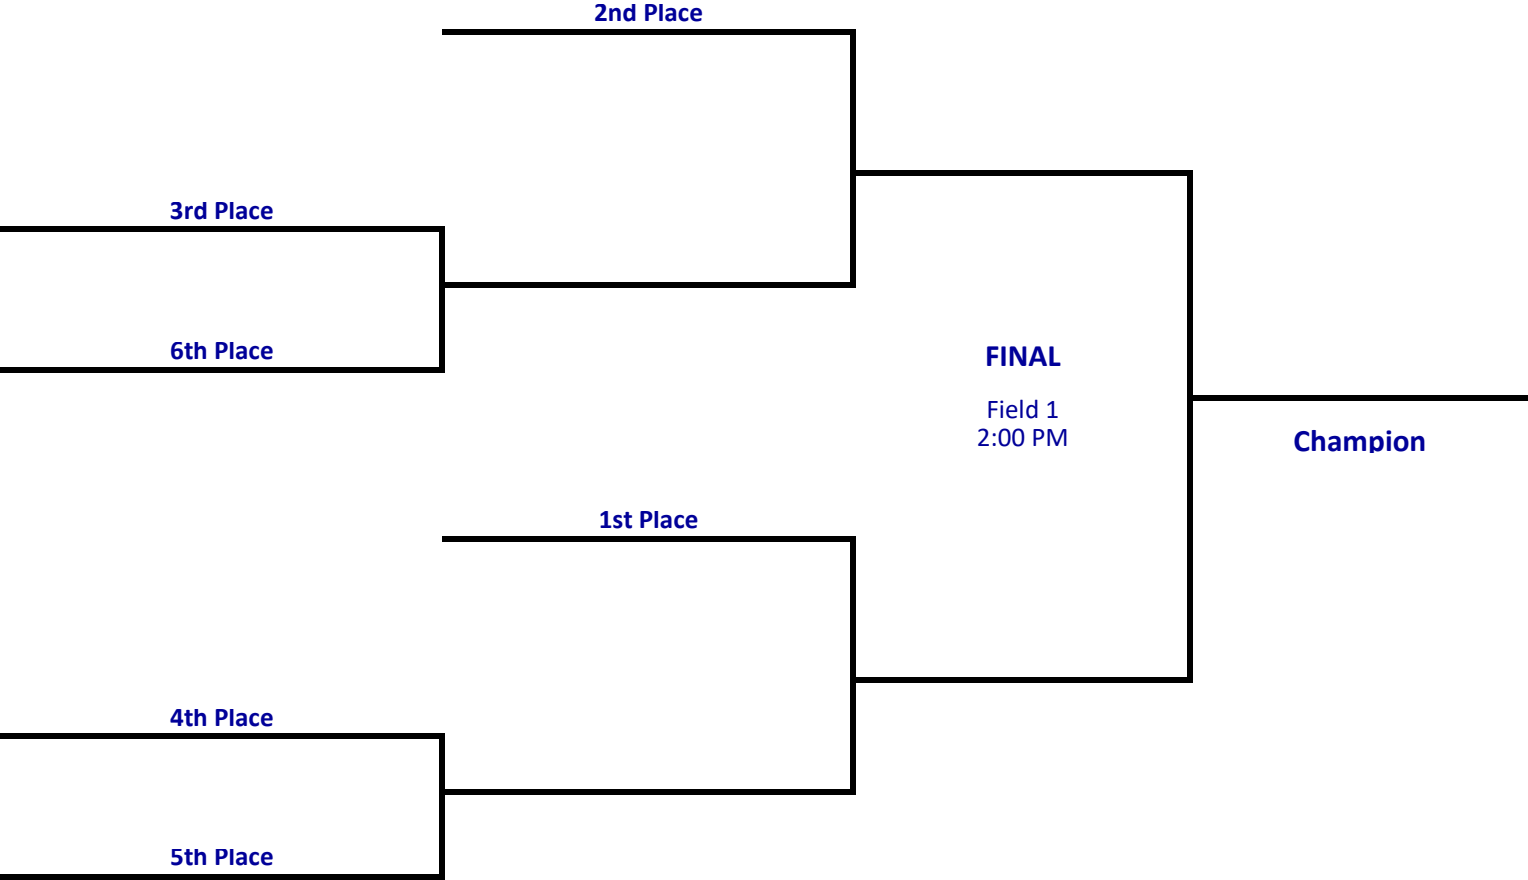 2nd Place
3rd Place
6th Place
FINAL
Field 1
2:00 PM
Champion
1st Place
4th Place
5th Place